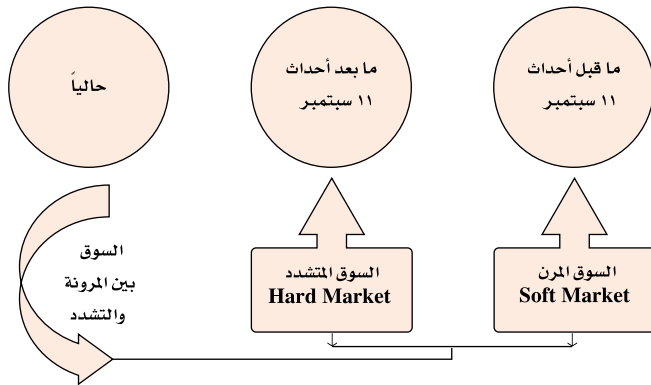 ما قبل أحداث
١١ سبتمبر
ما بعد أحداث
١١ سبتمبر
حالياً
السوق المرن
Soft Market
السوق المتشدد
Hard Market
السوق
بين المرونة
والتشدد